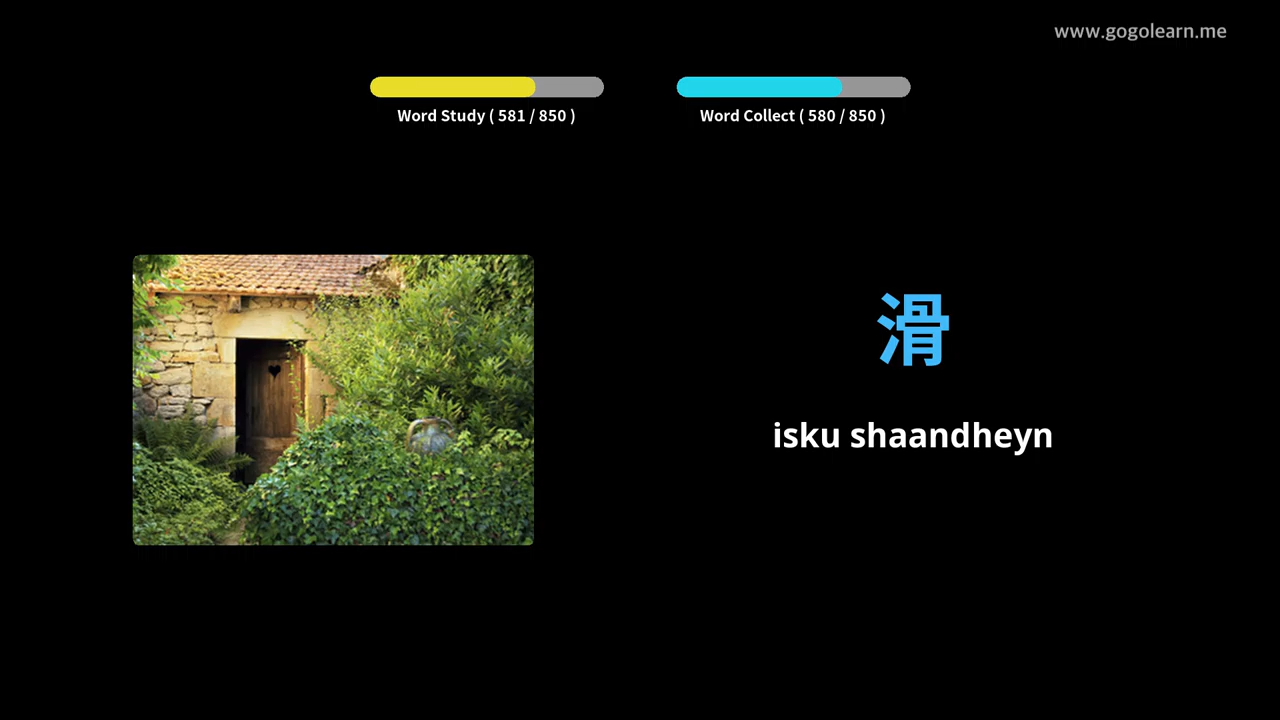 www.gogolearn.me
Word Study ( 581 / 850 )
Word Collect ( 580 / 850 )
滑
isku shaandheyn